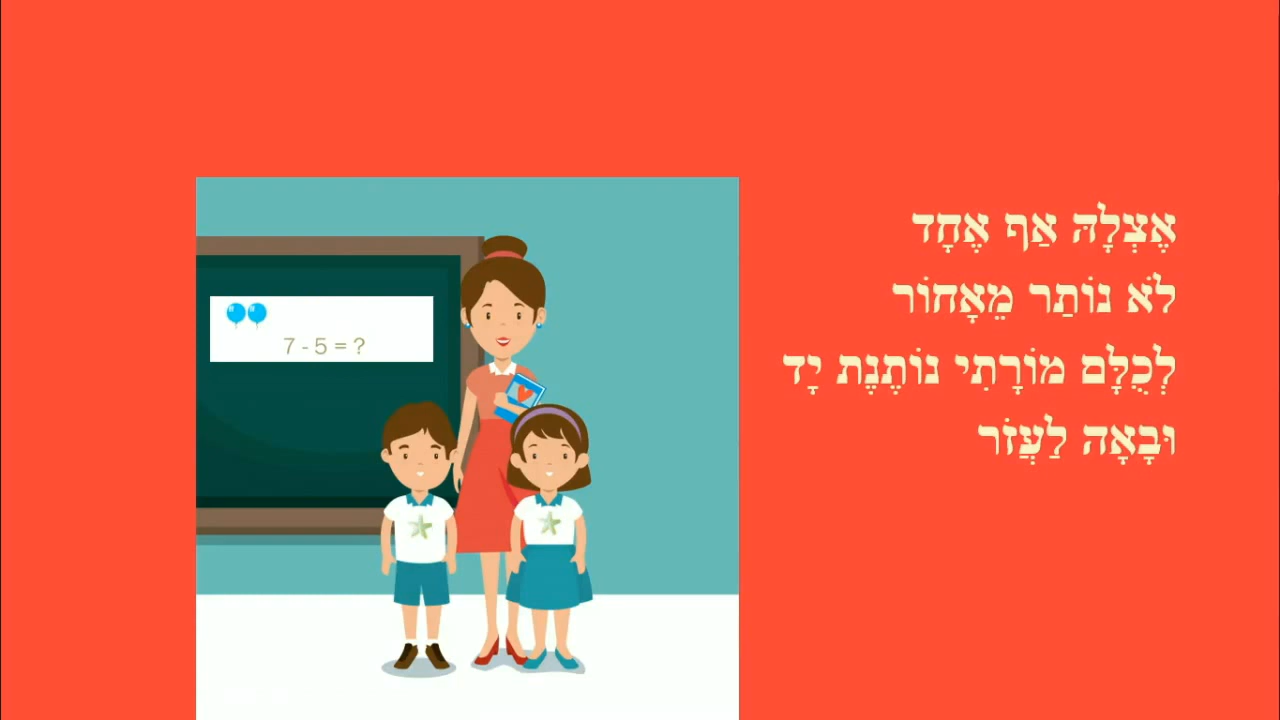 אֶצְלָהּ אַף אֶחָד
לֹא נוֹתַר מֵאָחוֹר
לְכֻלָּם מוֹרָתִי נוֹתֶנֶת יָד
וּבָאָה לַעֲזֹר
7 - 5 = ?